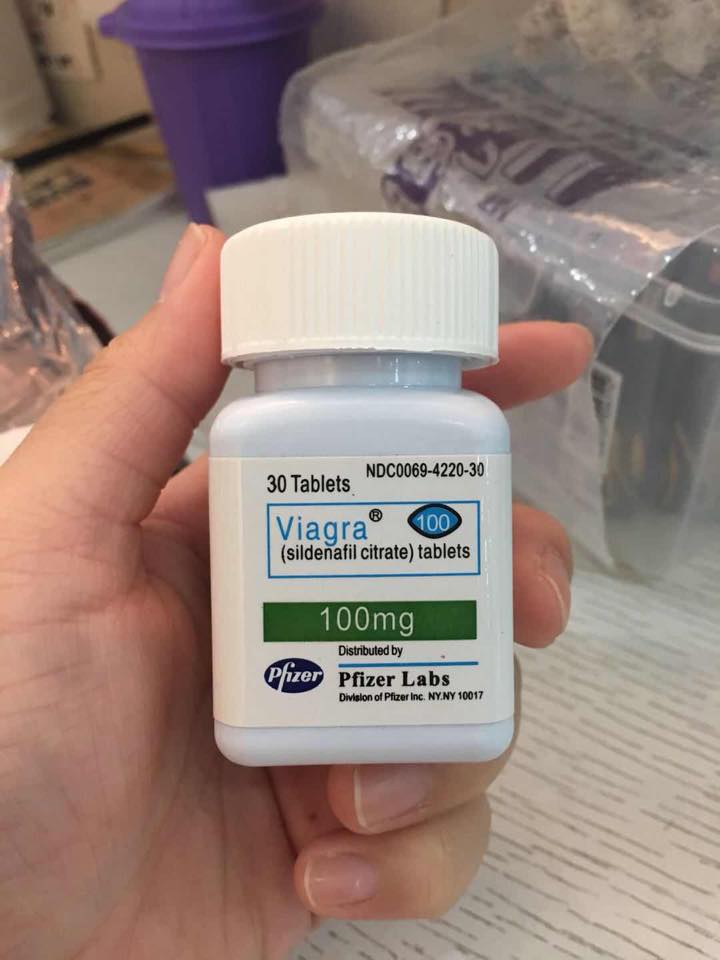 30 Tablets NDC0069-4220-30
Viagra® 100
(sildenafil citrate) tablets
100mg
Distributed by
Pfizer Pfizer Labs
Division of Pfizer Inc. NY.NY 10017